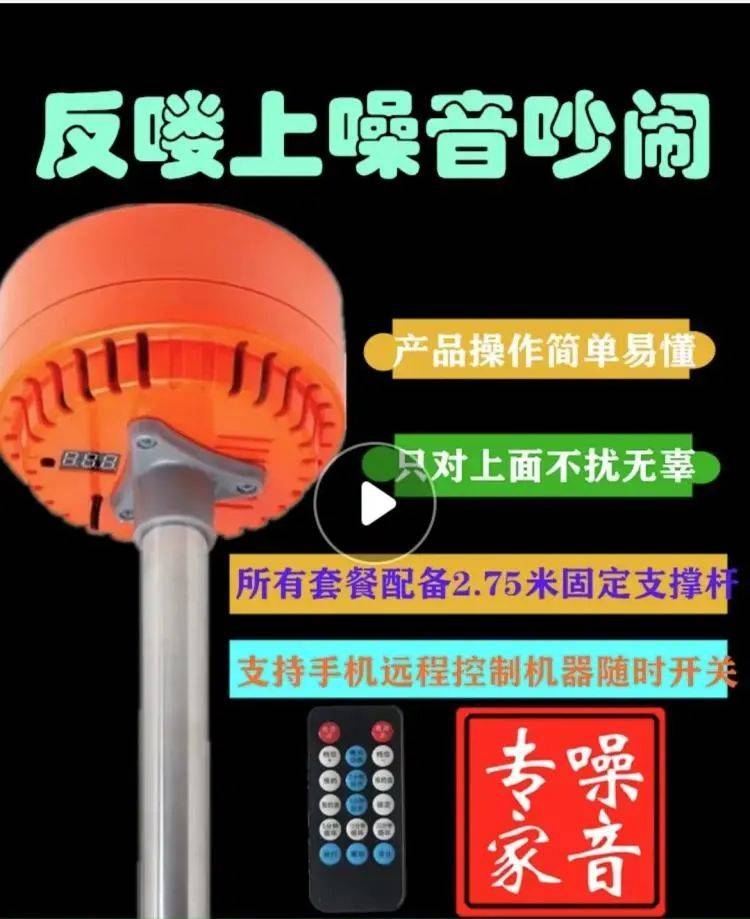 反喽上噪音吵闹
产品操作简单易懂
只对上面不扰无辜
所有套餐配备2.75米固定支撑杆
支持手机远程控制机器随时开关
噪音
专家